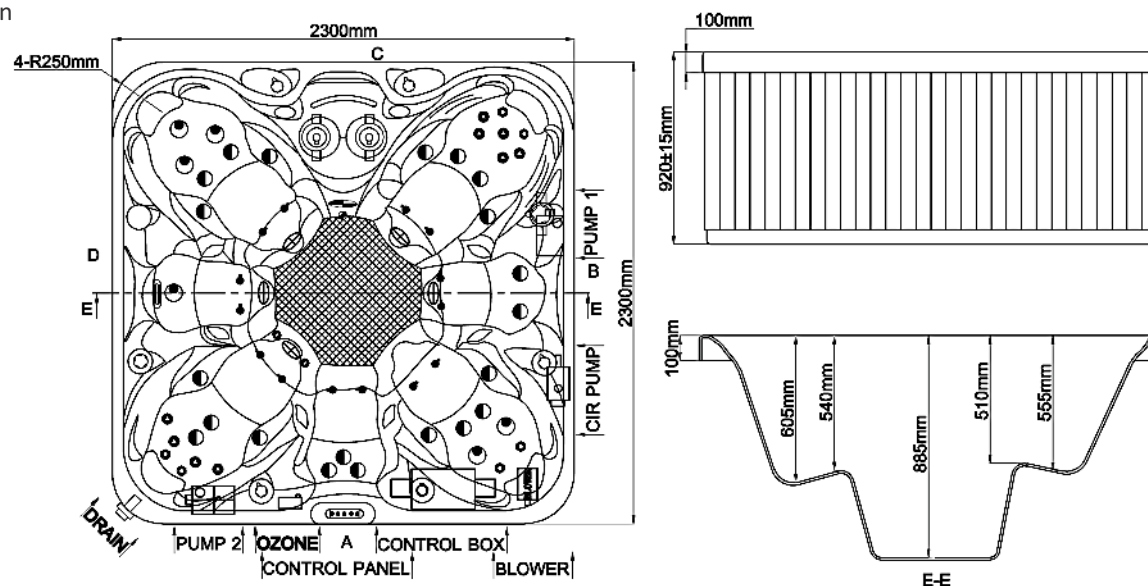 n
2300mm
C
4-R250mm
PUMP 1
D
B
E
E
2300mm
CIR PUMP
DRAIN
PUMP 2
OZONE
A
CONTROL BOX
CONTROL PANEL
BLOWER
BLOWER
100mm
920±15mm
100mm
605mm
540mm
885mm
510mm
555mm
E-E